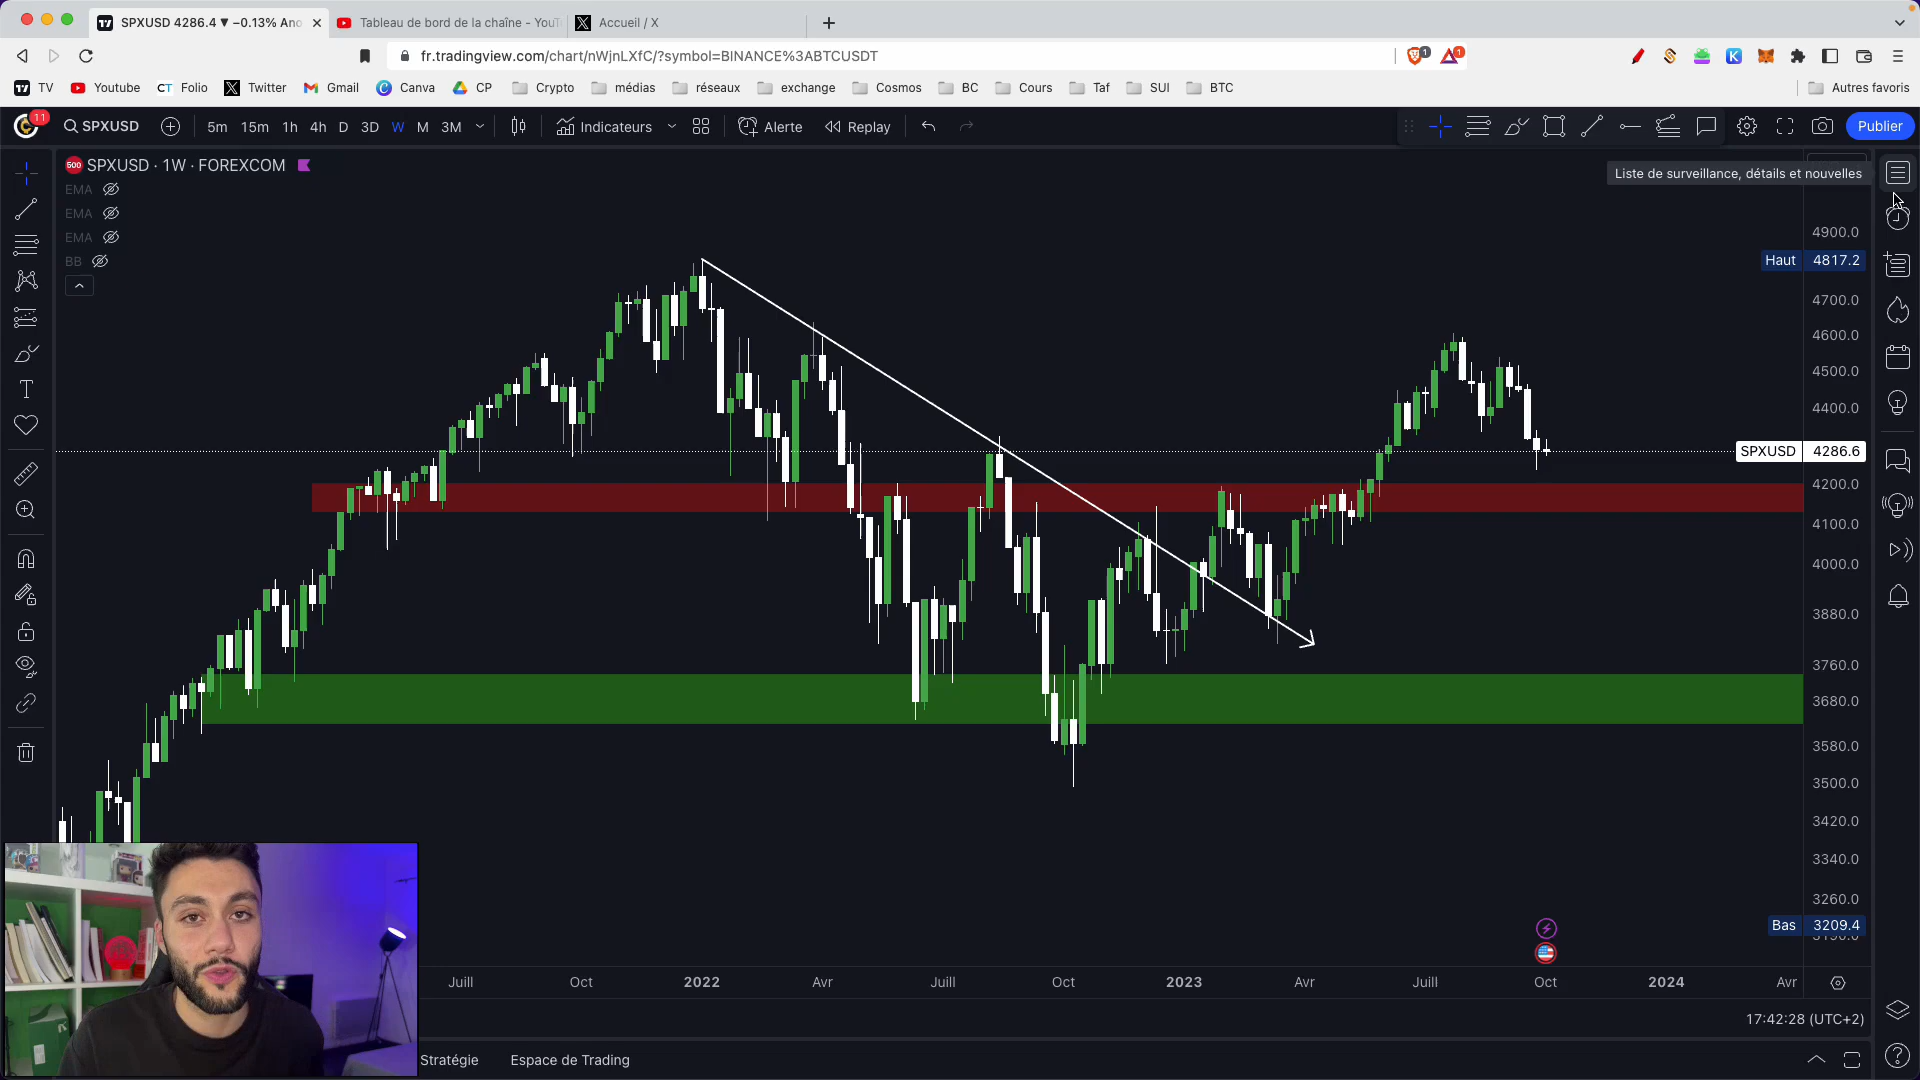 SPXUSD 4286.4 ▼ −0.13% Ano
Tableau de bord de la chaîne - YouT
Accueil / X
fr.tradingview.com/chart/nWjnLXfC/?symbol=BINANCE%3ABTCUSDT
1
1
TV
Youtube
CT Folio
Twitter
Gmail
Canva
CP
Crypto
médias
réseaux
exchange
Cosmos
BC
Cours
Taf
SUI
BTC
Autres favoris
11
SPXUSD
5m 15m 1h 4h D 3D W M 3M
Indicateurs
Alerte
Replay
Publier
500 SPXUSD · 1W · FOREXCOM
Liste de surveillance, détails et nouvelles
EMA
EMA
EMA
BB
4900.0
Haut 4817.2
4700.0
4600.0
4500.0
4400.0
SPXUSD 4286.6
4200.0
4100.0
4000.0
3880.0
3760.0
3680.0
3580.0
3500.0
3420.0
3340.0
3260.0
Bas 3209.4
Juill Oct 2022 Avr Juill Oct 2023 Avr Juill Oct 2024 Avr
17:42:28 (UTC+2)
Stratégie
Espace de Trading